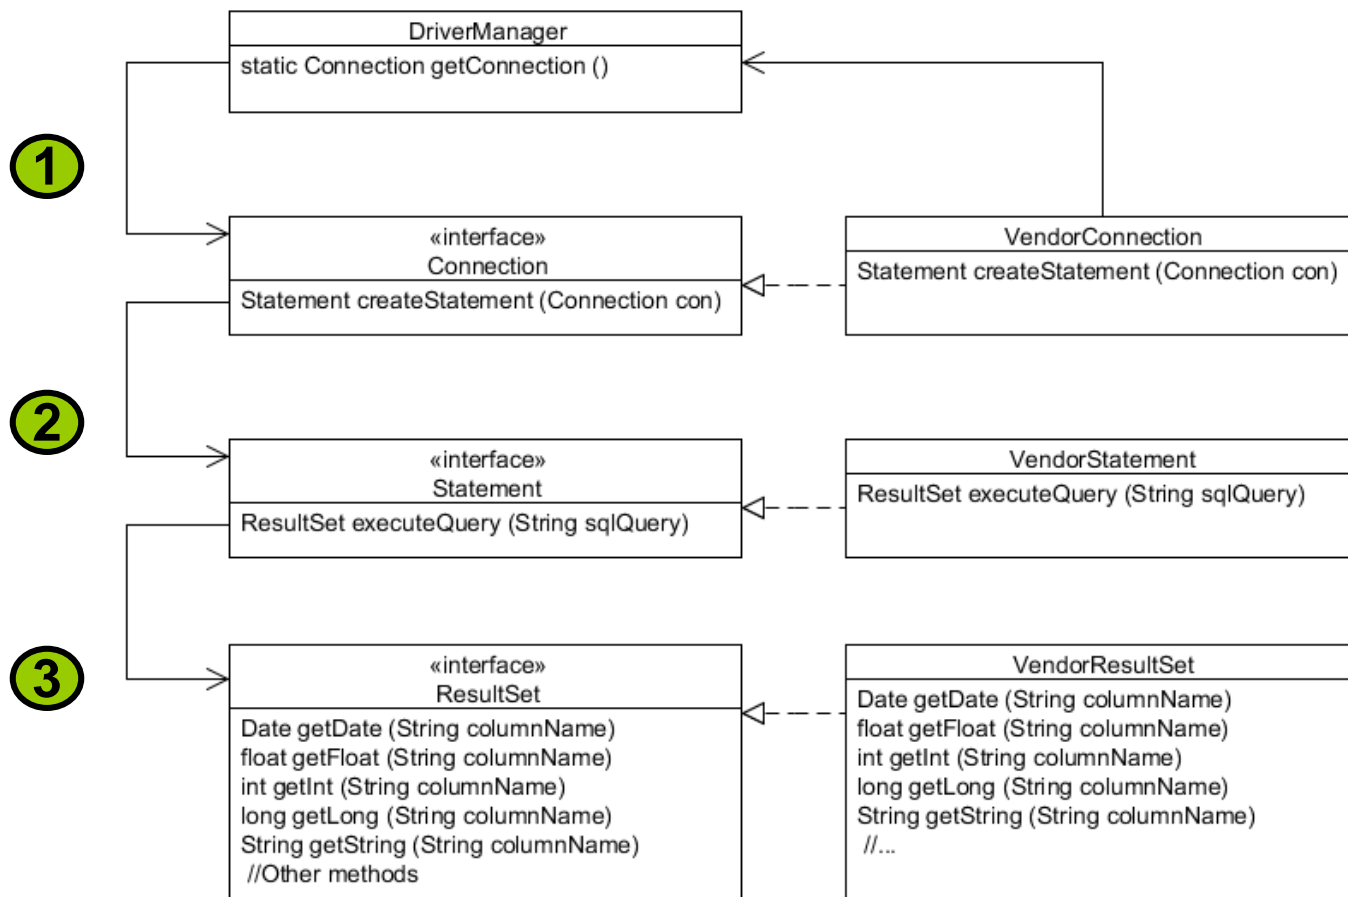 DriverManager
static Connection getConnection ()
1
«interface»
Connection
Statement createStatement (Connection con)
VendorConnection
Statement createStatement (Connection con)
2
«interface»
Statement
ResultSet executeQuery (String sqlQuery)
VendorStatement
ResultSet executeQuery (String sqlQuery)
3
«interface»
ResultSet
Date getDate (String columnName)
float getFloat (String columnName)
int getInt (String columnName)
long getLong (String columnName)
String getString (String columnName)
//Other methods
VendorResultSet
Date getDate (String columnName)
float getFloat (String columnName)
int getInt (String columnName)
long getLong (String columnName)
String getString (String columnName)
//...